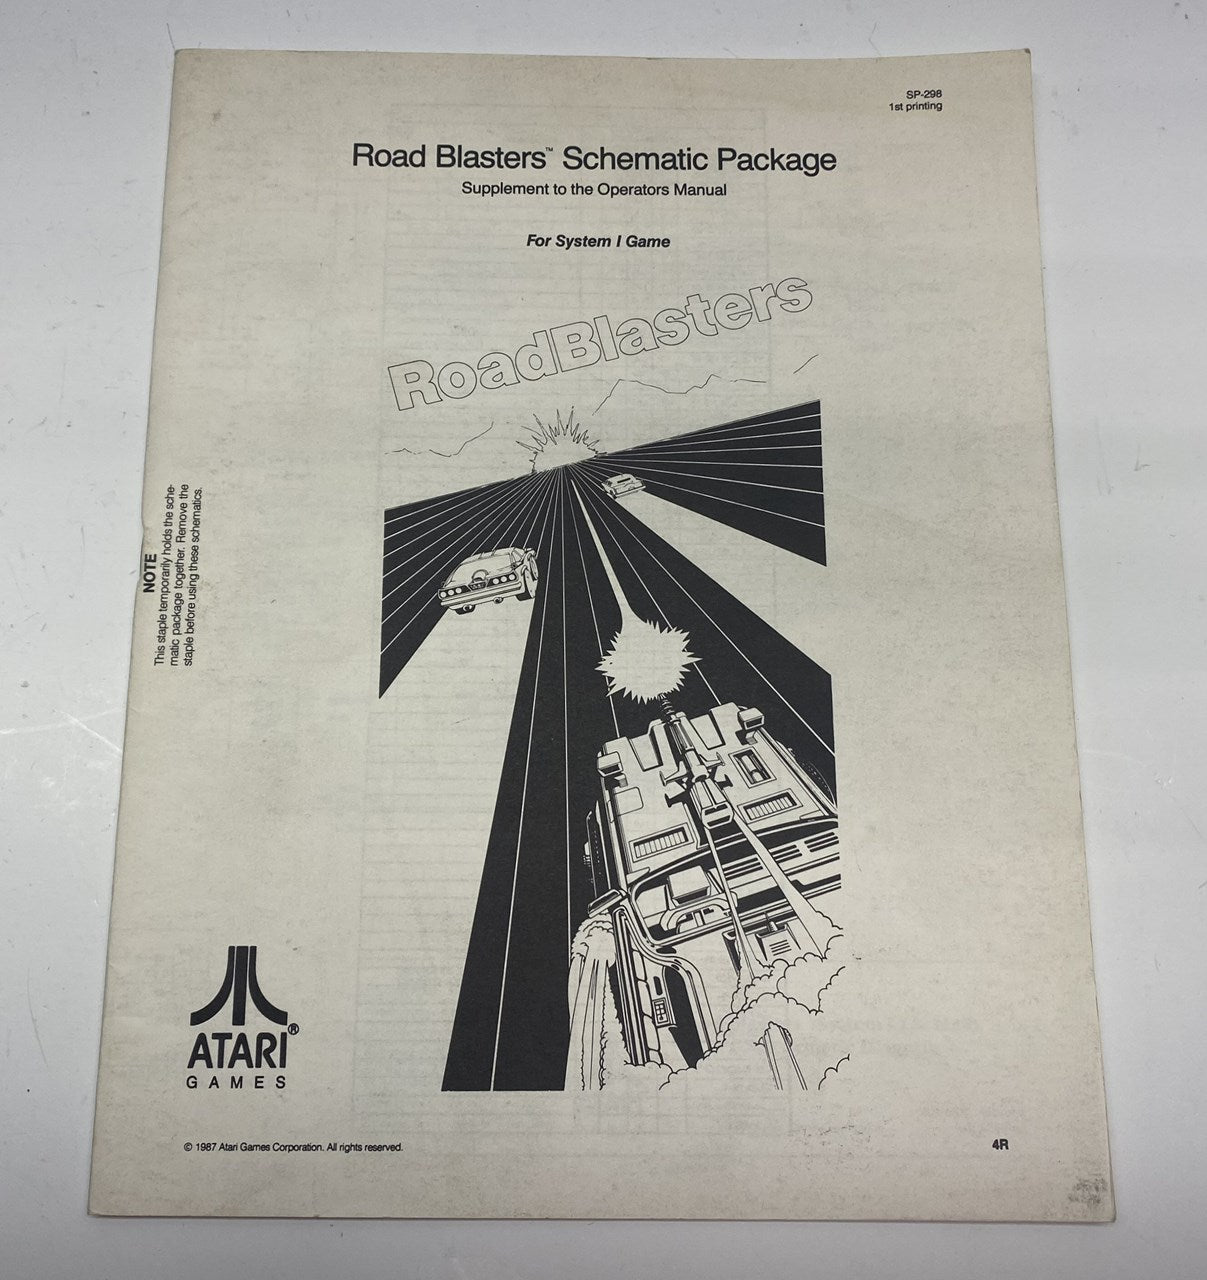 SP-298
1st printing
Road Blasters™ Schematic Package
Supplement to the Operators Manual
For System I Game
RoadBlasters
NOTE
This staple temporarily holds the sche-
matic package together. Remove the
staple before using these schematics.
ATARI®
GAMES
© 1987 Atari Games Corporation. All rights reserved.
4R